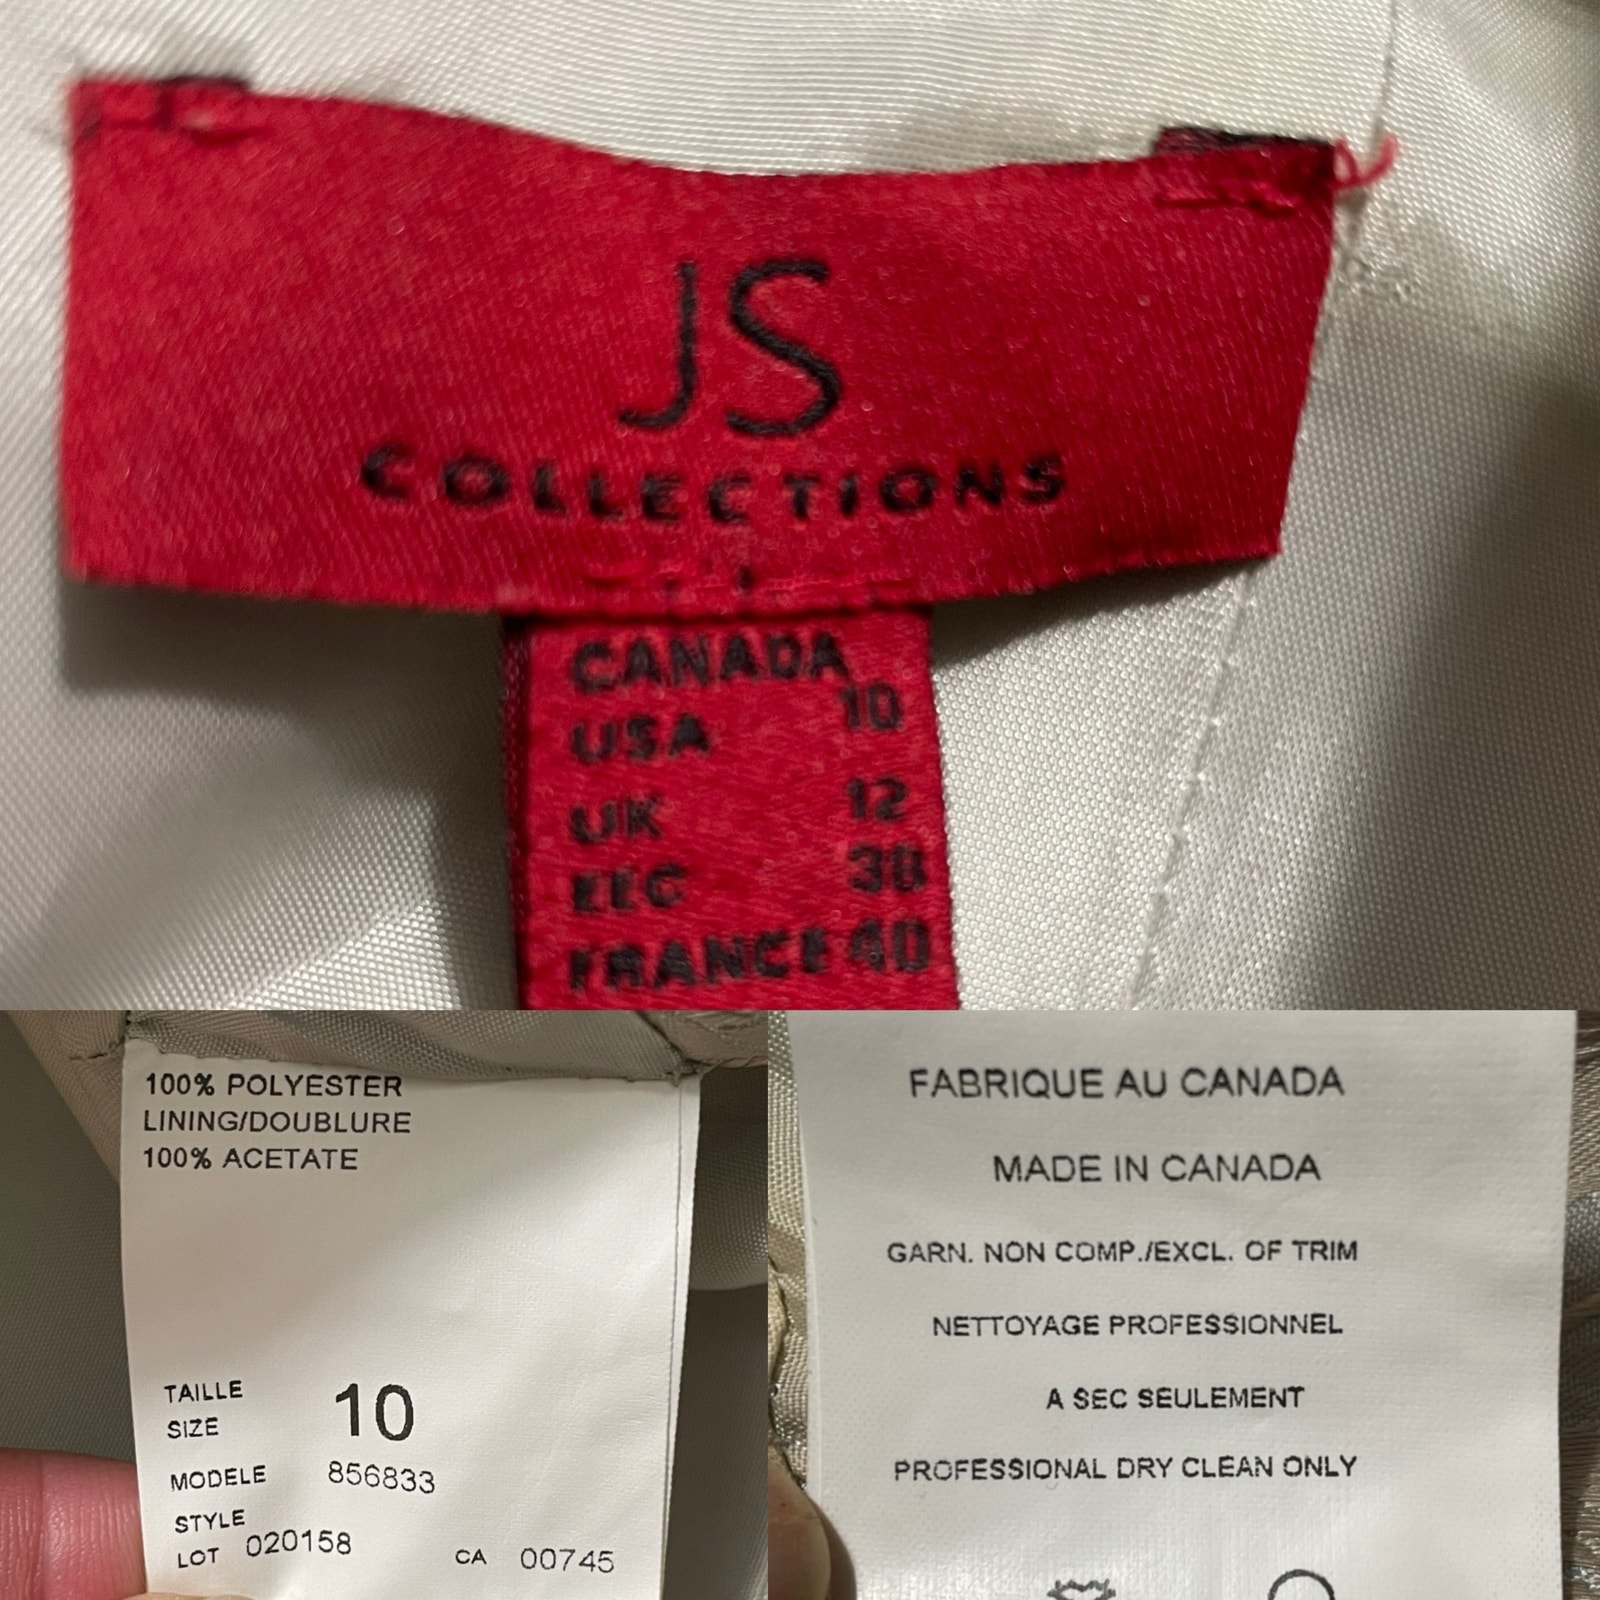 JS
COLLECTIONS
CANADA
USA 10
UK 12
EEC 38
FRANCE 40
100% POLYESTER
LINING/DOUBLURE
100% ACETATE
TAILLE
SIZE 10
MODELE 856833
STYLE
LOT 020158 CA 00745
FABRIQUE AU CANADA
MADE IN CANADA
GARN. NON COMP./EXCL. OF TRIM
NETTOYAGE PROFESSIONNEL
A SEC SEULEMENT
PROFESSIONAL DRY CLEAN ONLY